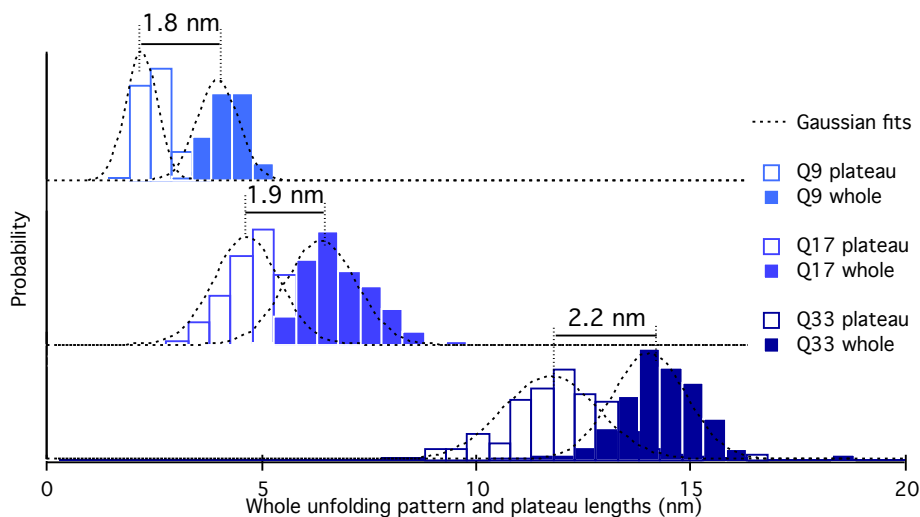 1.8 nm
Gaussian fits
Q9 plateau
Q9 whole
1.9 nm
Q17 plateau
Q17 whole
2.2 nm
Q33 plateau
Q33 whole
Probability
0 5 10 15 20
Whole unfolding pattern and plateau lengths (nm)